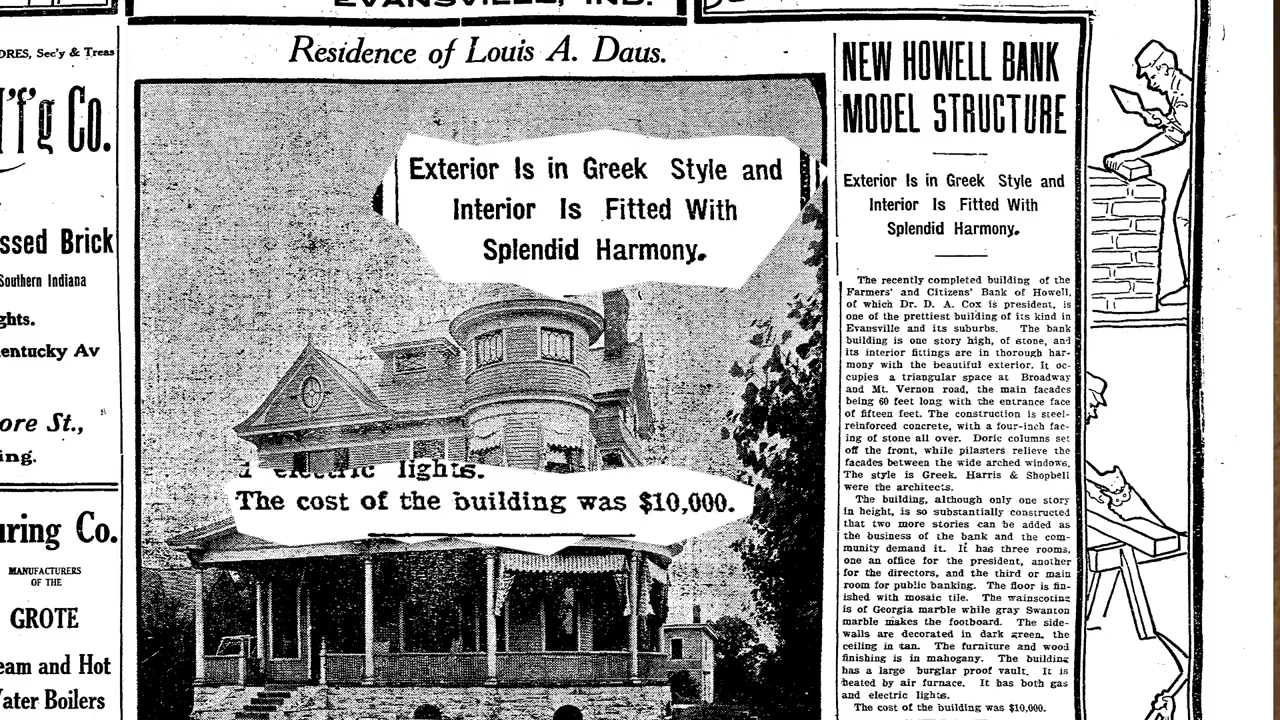 EVANSVILLE, IND.
DRES, Sec'y & Treas
M'f'g Co.
ssed Brick
Southern Indiana
ghts.
entucky Av
ore St.,
ing.
uring Co.
MANUFACTURERS
OF THE
GROTE
eam and Hot
Water Boilers
Residence of Louis A. Daus.
Exterior Is in Greek Style and
Interior Is Fitted With
Splendid Harmony.
d electric lights.
The cost of the building was $10,000.
NEW HOWELL BANK
MODEL STRUCTURE
Exterior Is in Greek Style and
Interior Is Fitted With
Splendid Harmony.
The recently completed building of the
Farmers' and Citizens' Bank of Howell,
of which Dr. D. A. Cox is president, is
one of the prettiest building of its kind in
Evansville and its suburbs. The bank
building is one story high, of stone, and
its interior fittings are in thorough har-
mony with the beautiful exterior. It oc-
cupies a triangular space at Broadway
and Mt. Vernon road, the main facades
being 60 feet long with the entrance face
of fifteen feet. The construction is steel-
reinforced concrete, with a four-inch fac-
ing of stone all over. Doric columns set
off the front, while pilasters relieve the
facades between the wide arched windows.
The style is Greek. Harris & Shopbell
were the architects.
The building, although only one story
in height, is so substantially constructed
that two more stories can be added as
the business of the bank and the com-
munity demand it. It has three rooms,
one an office for the president, another
for the directors, and the third or main
room for public banking. The floor is fin-
ished with mosaic tile. The wainscoting
is of Georgia marble while gray Swanton
marble makes the footboard. The side-
walls are decorated in dark green, the
ceiling in tan. The furniture and wood
finishing is in mahogany. The building
has a large burglar proof vault. It is
heated by air furnace. It has both gas
and electric lights.
The cost of the building was $10,000.